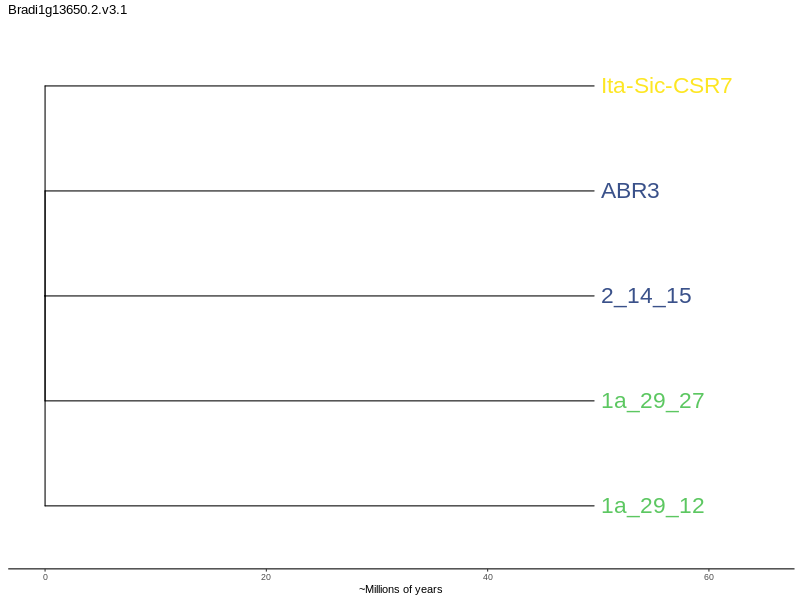 Bradi1g13650.2.v3.1
Ita-Sic-CSR7
ABR3
2_14_15
1a_29_27
1a_29_12
0 20 40 60
~Millions of years